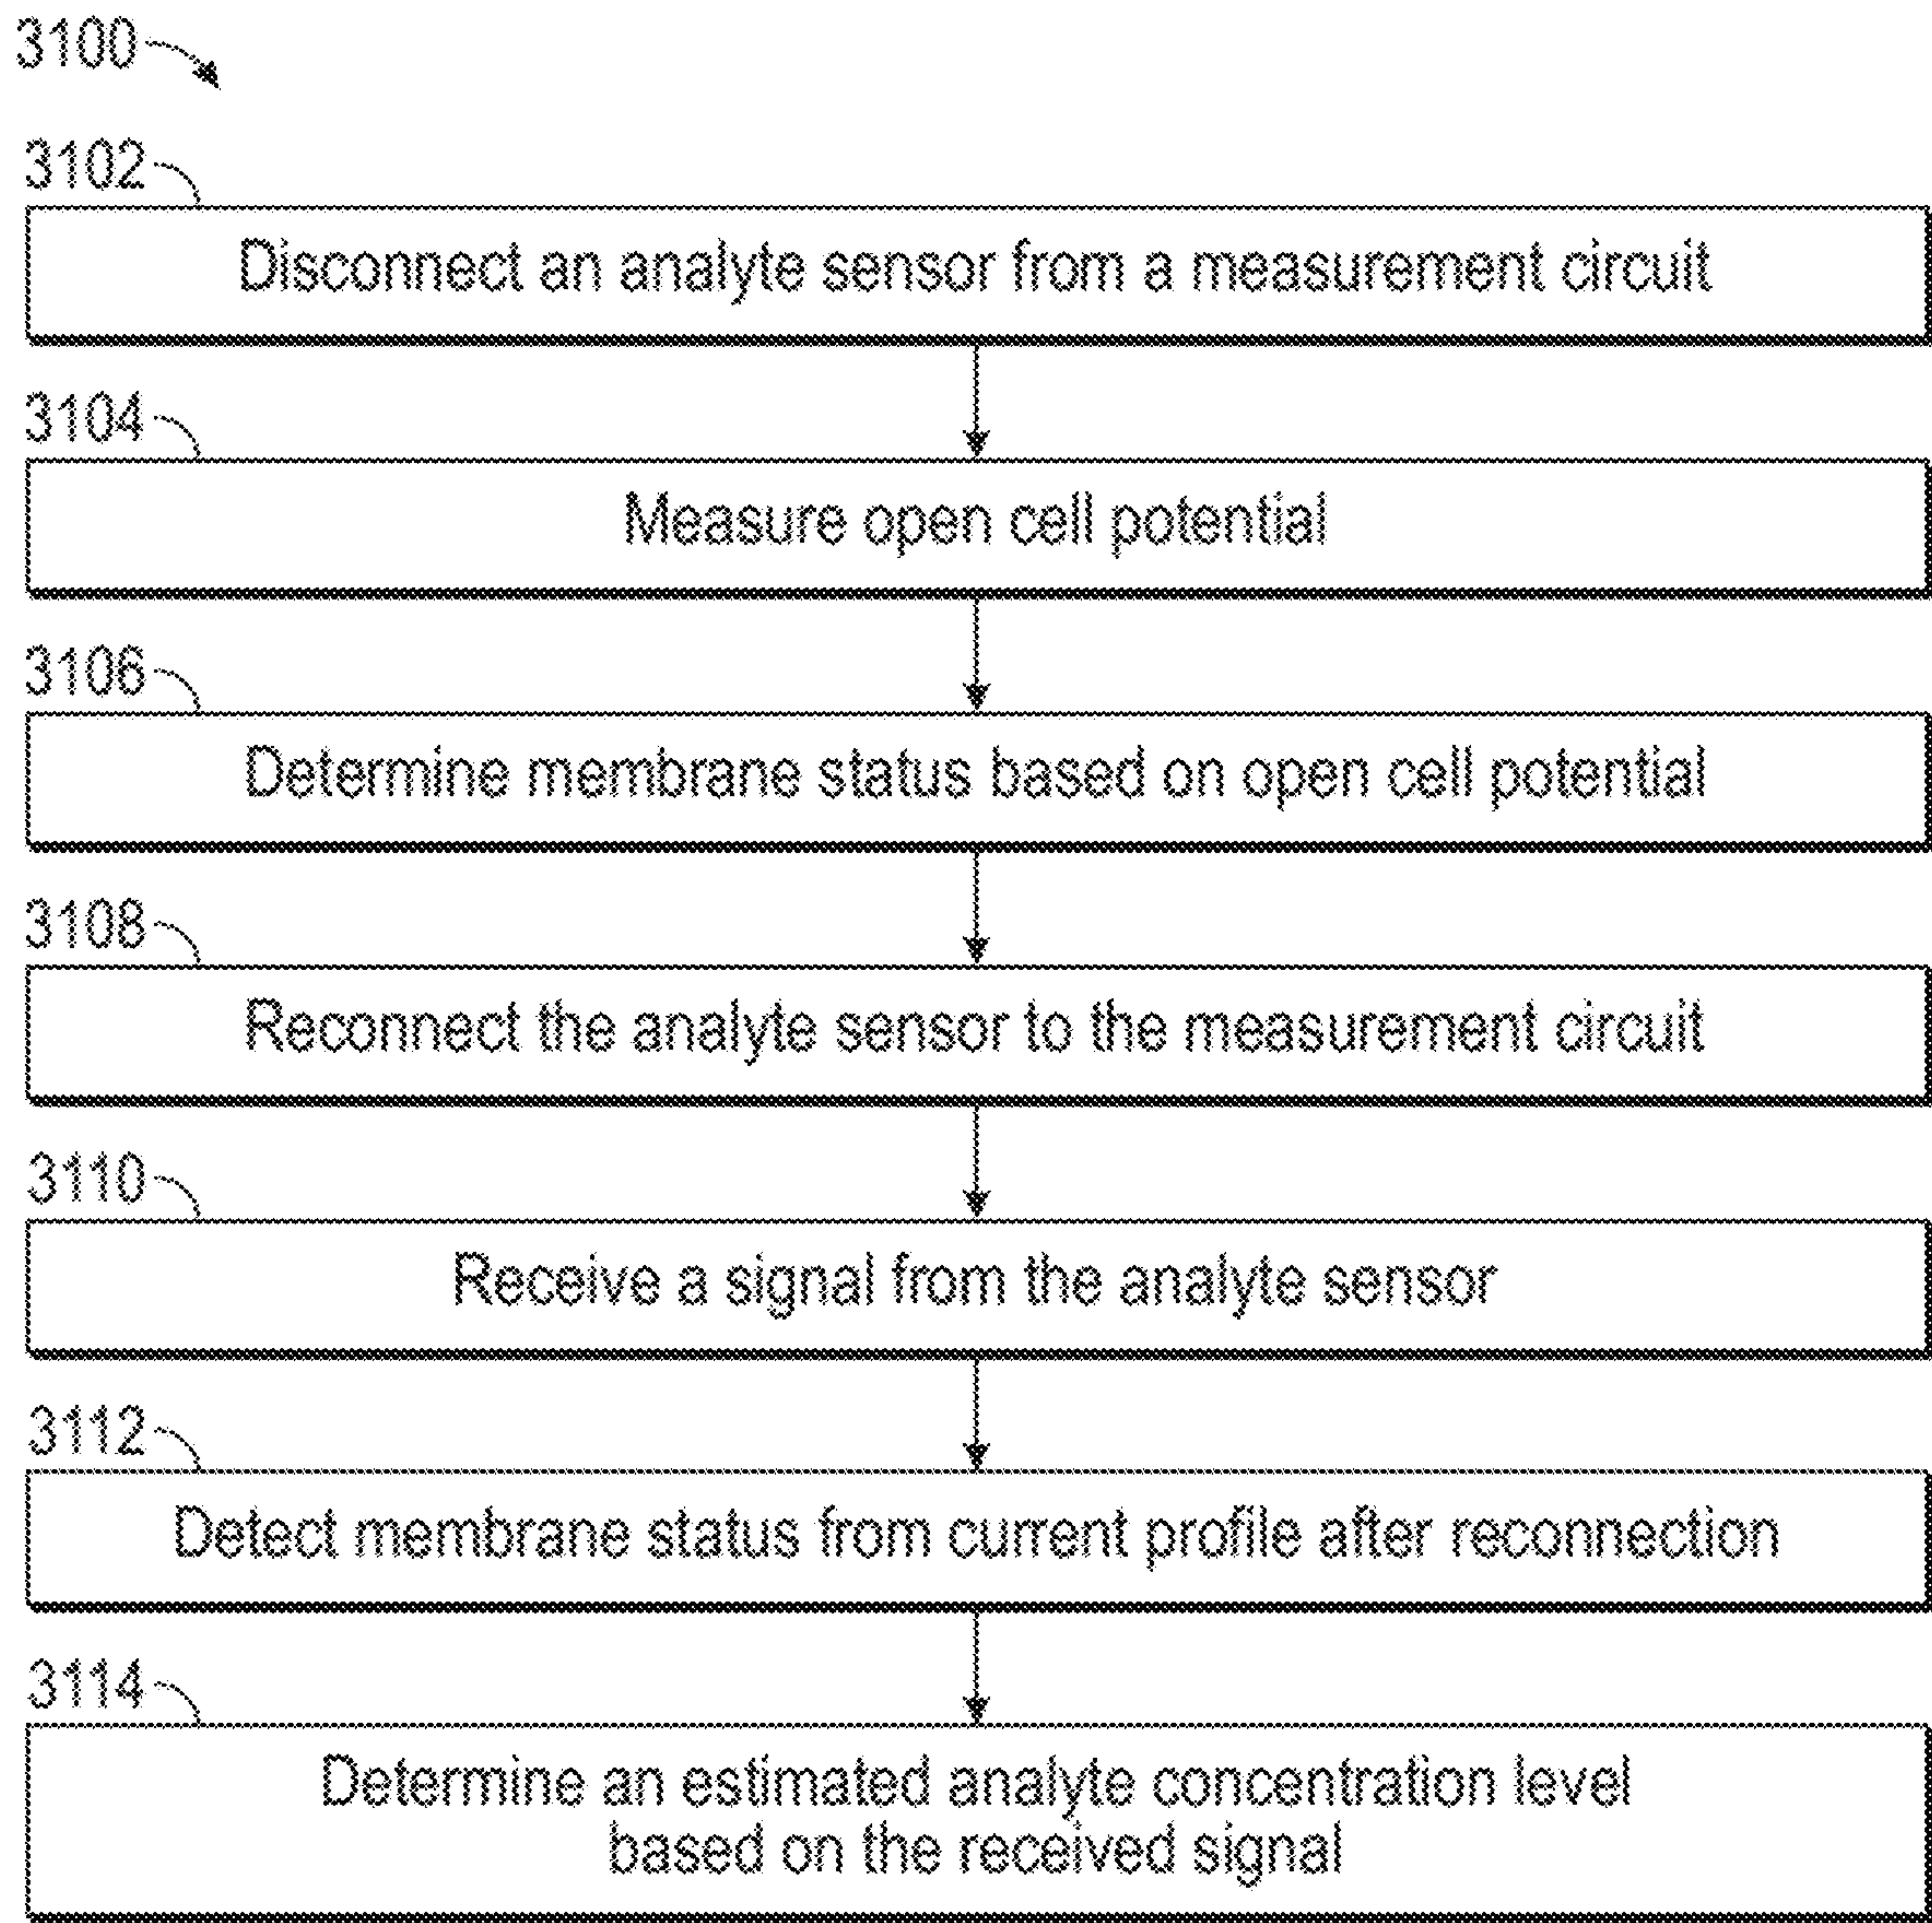 3100
3102
Disconnect an analyte sensor from a measurement circuit
3104
Measure open cell potential
3106
Determine membrane status based on open cell potential
3108
Reconnect the analyte sensor to the measurement circuit
3110
Receive a signal from the analyte sensor
3112
Detect membrane status from current profile after reconnection
3114
Determine an estimated analyte concentration level
based on the received signal